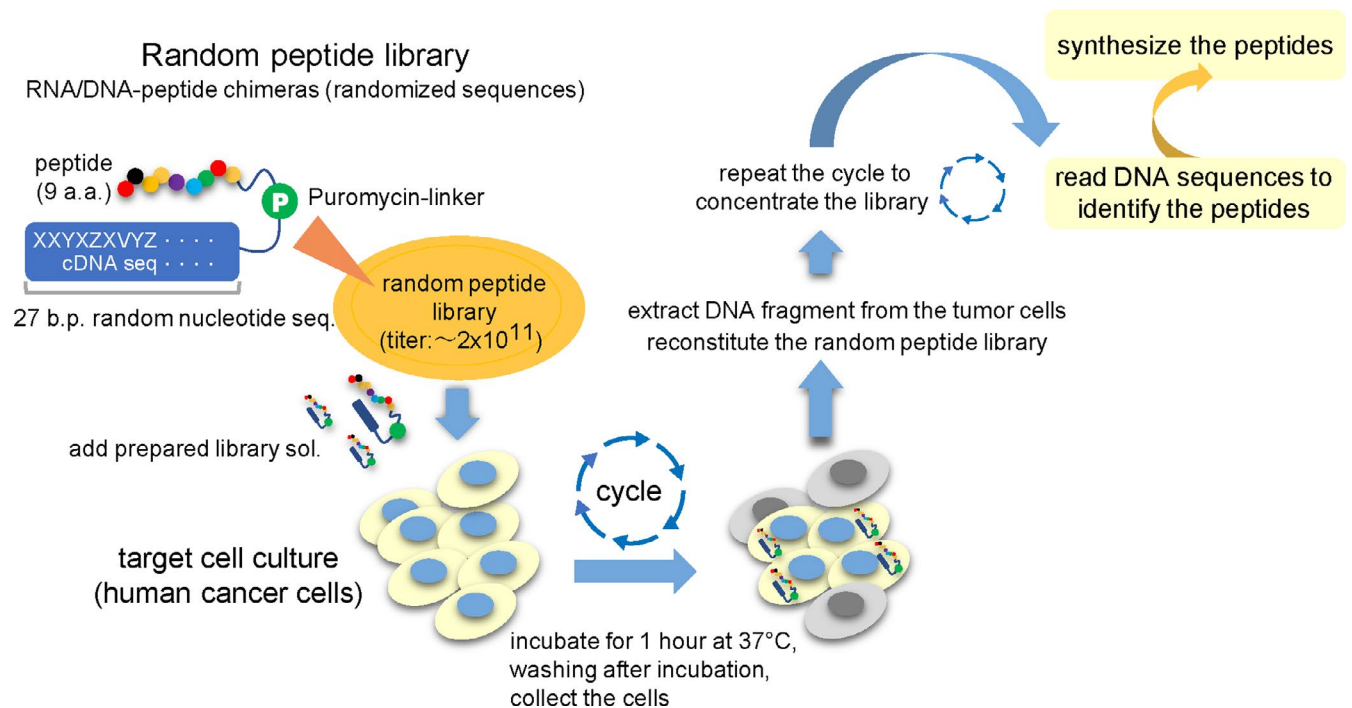 Random peptide library
RNA/DNA-peptide chimeras (randomized sequences)
peptide
(9 a.a.)
P
Puromycin-linker
XXYXZXVYZ · · · ·
cDNA seq · · · ·
27 b.p. random nucleotide seq.
random peptide
library
(titer:～2x10^11)
add prepared library sol.
target cell culture
(human cancer cells)
cycle
incubate for 1 hour at 37°C,
washing after incubation,
collect the cells
extract DNA fragment from the tumor cells
reconstitute the random peptide library
repeat the cycle to
concentrate the library
read DNA sequences to
identify the peptides
synthesize the peptides